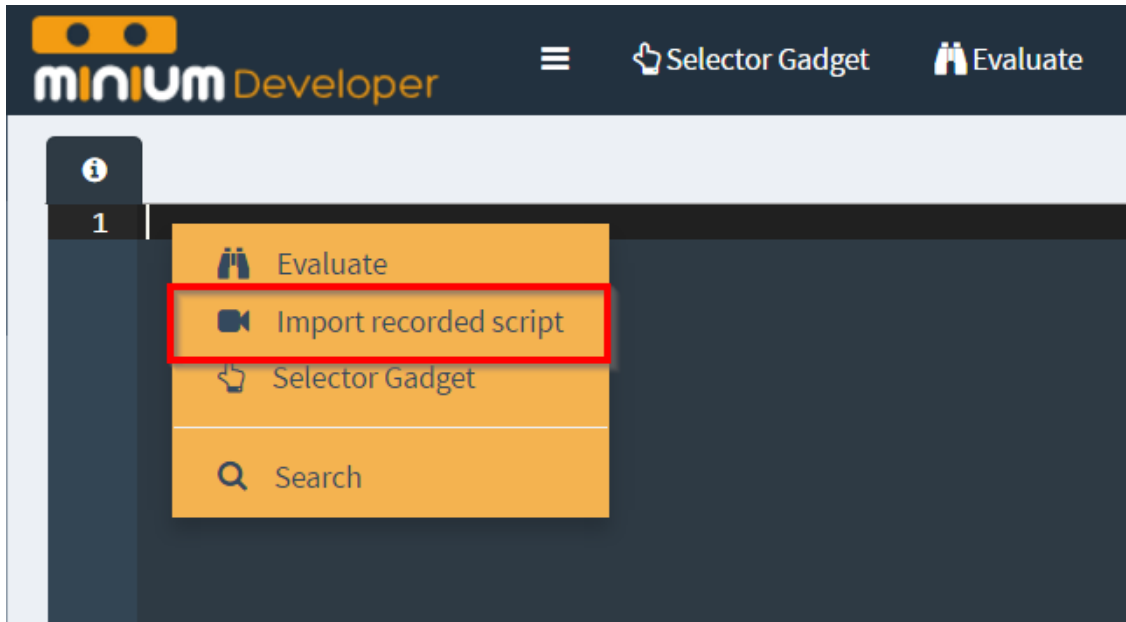 minium Developer
Selector Gadget
Evaluate
1
Evaluate
Import recorded script
Selector Gadget
Search